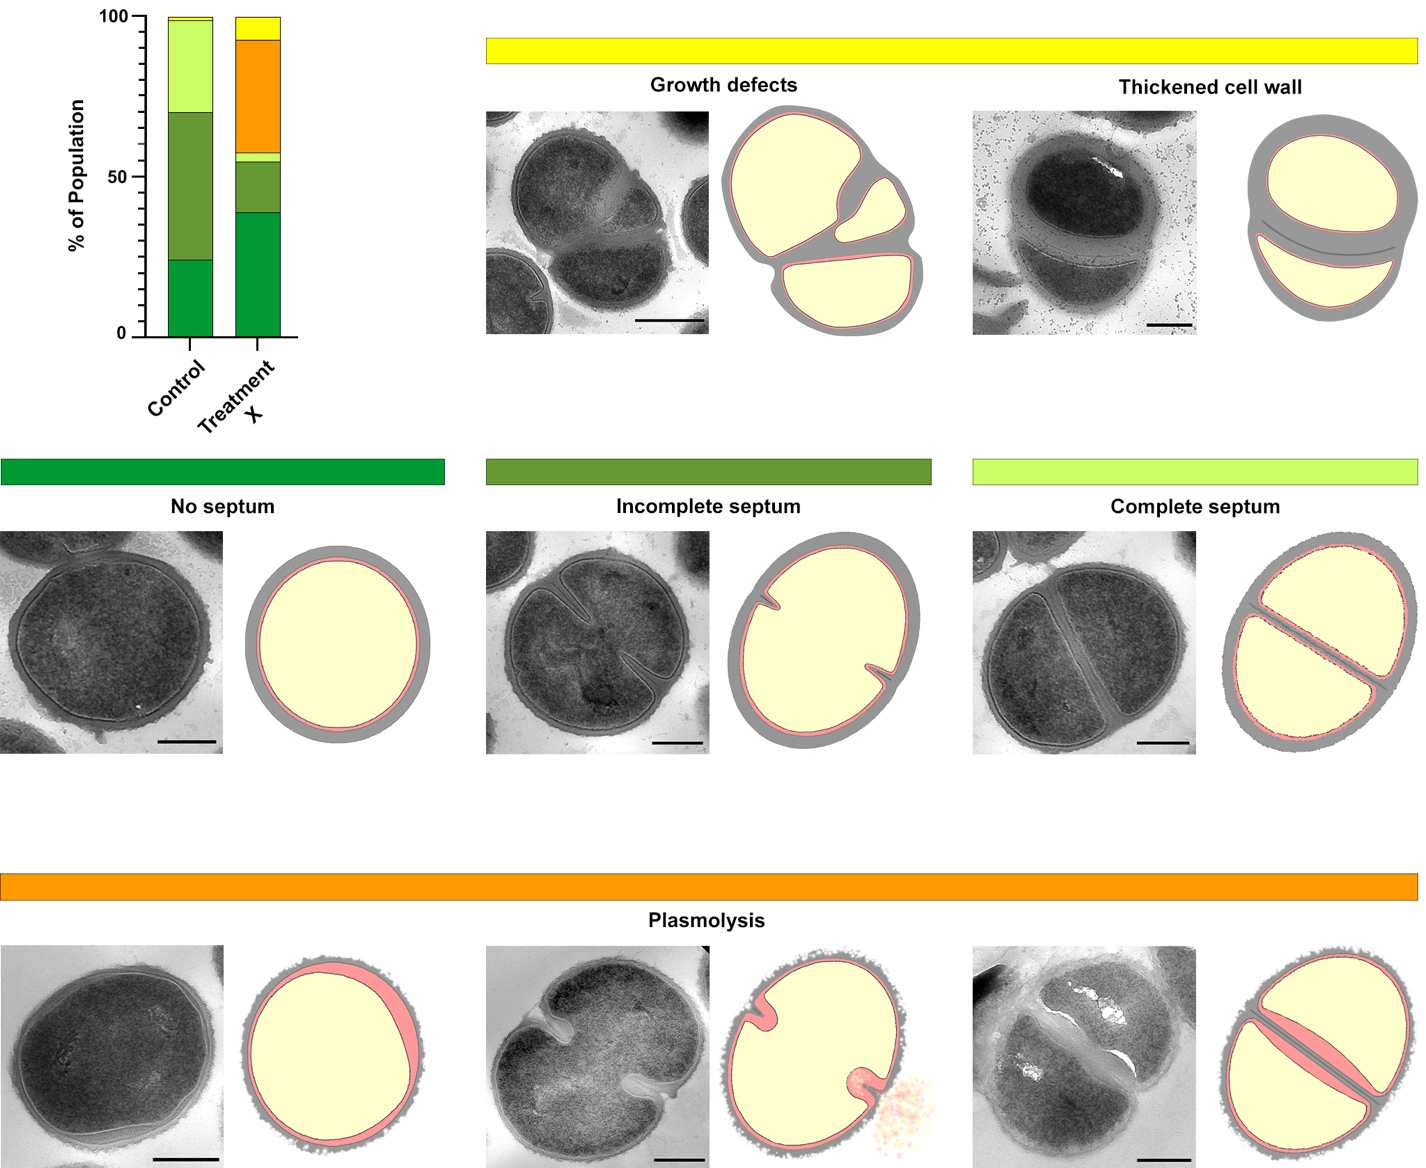 100
50
0
% of Population
Control
Treatment
X
Growth defects
Thickened cell wall
No septum
Incomplete septum
Complete septum
Plasmolysis